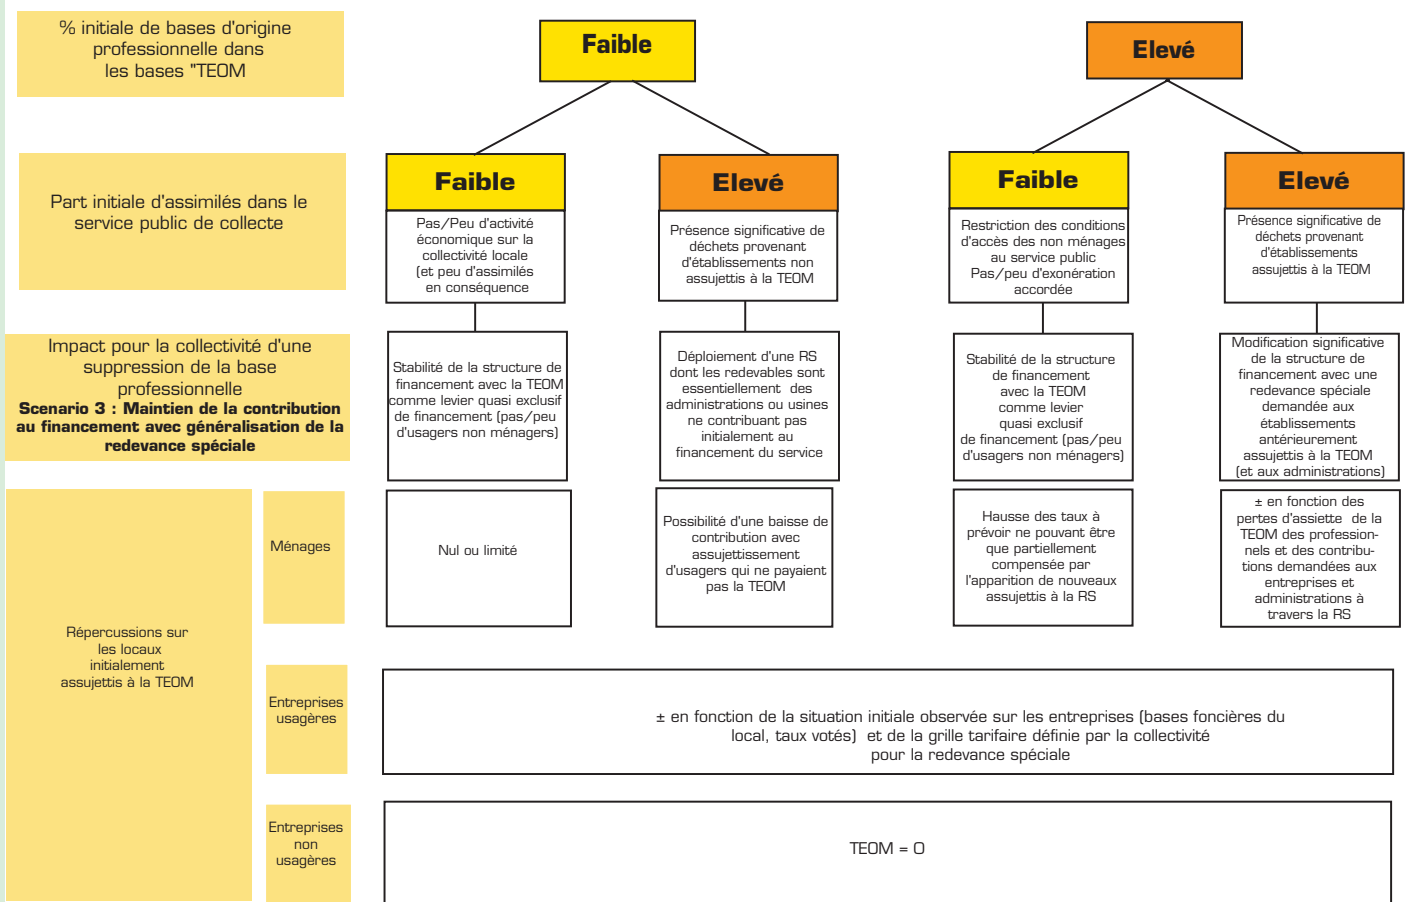 % initiale de bases d'origine
professionnelle dans
les bases "TEOM
Faible
Elevé
Part initiale d'assimilés dans le
service public de collecte
Faible
Pas/Peu d'activité
économique sur la
collectivité locale
(et peu d'assimilés
en conséquence
Elevé
Présence significative de
déchets provenant
d'établissements non
assujettis à la TEOM
Faible
Restriction des conditions
d'accès des non ménages
au service public
Pas/peu d'exonération
accordée
Elevé
Présence significative de
déchets provenant
d'établissements
assujettis à la TEOM
Impact pour la collectivité d'une
suppression de la base
professionnelle
Scenario 3 : Maintien de la contribution
au financement avec généralisation de la
redevance spéciale
Stabilité de la structure de
financement avec la TEOM
comme levier quasi exclusif
de financement (pas/peu
d'usagers non ménagers)
Déploiement d'une RS
dont les redevables sont
essentiellement des
administrations ou usines
ne contribuant pas
initialement au
financement du service
Stabilité de la structure
de financement
avec la TEOM
comme levier
quasi exclusif
de financement (pas/peu
d'usagers non ménagers)
Modification significative
de la structure de
financement avec une
redevance spéciale
demandée aux
établissements
antérieurement
assujettis à la TEOM
(et aux administrations)
Répercussions sur
les locaux
initialement
assujettis à la TEOM
Ménages
Nul ou limité
Possibilité d'une baisse de
contribution avec
assujettissement
d'usagers qui ne payaient
pas la TEOM
Hausse des taux à
prévoir ne pouvant être
que partiellement
compensée par
l'apparition de nouveaux
assujettis à la RS
± en fonction des
pertes d'assiette de la
TEOM des profession-
nels et des contribu-
tions demandées aux
entreprises et
administrations à
travers la RS
Entreprises
usagères
± en fonction de la situation initiale observée sur les entreprises (bases foncières du
local, taux votés) et de la grille tarifaire définie par la collectivité
pour la redevance spéciale
Entreprises
non
usagères
TEOM = 0